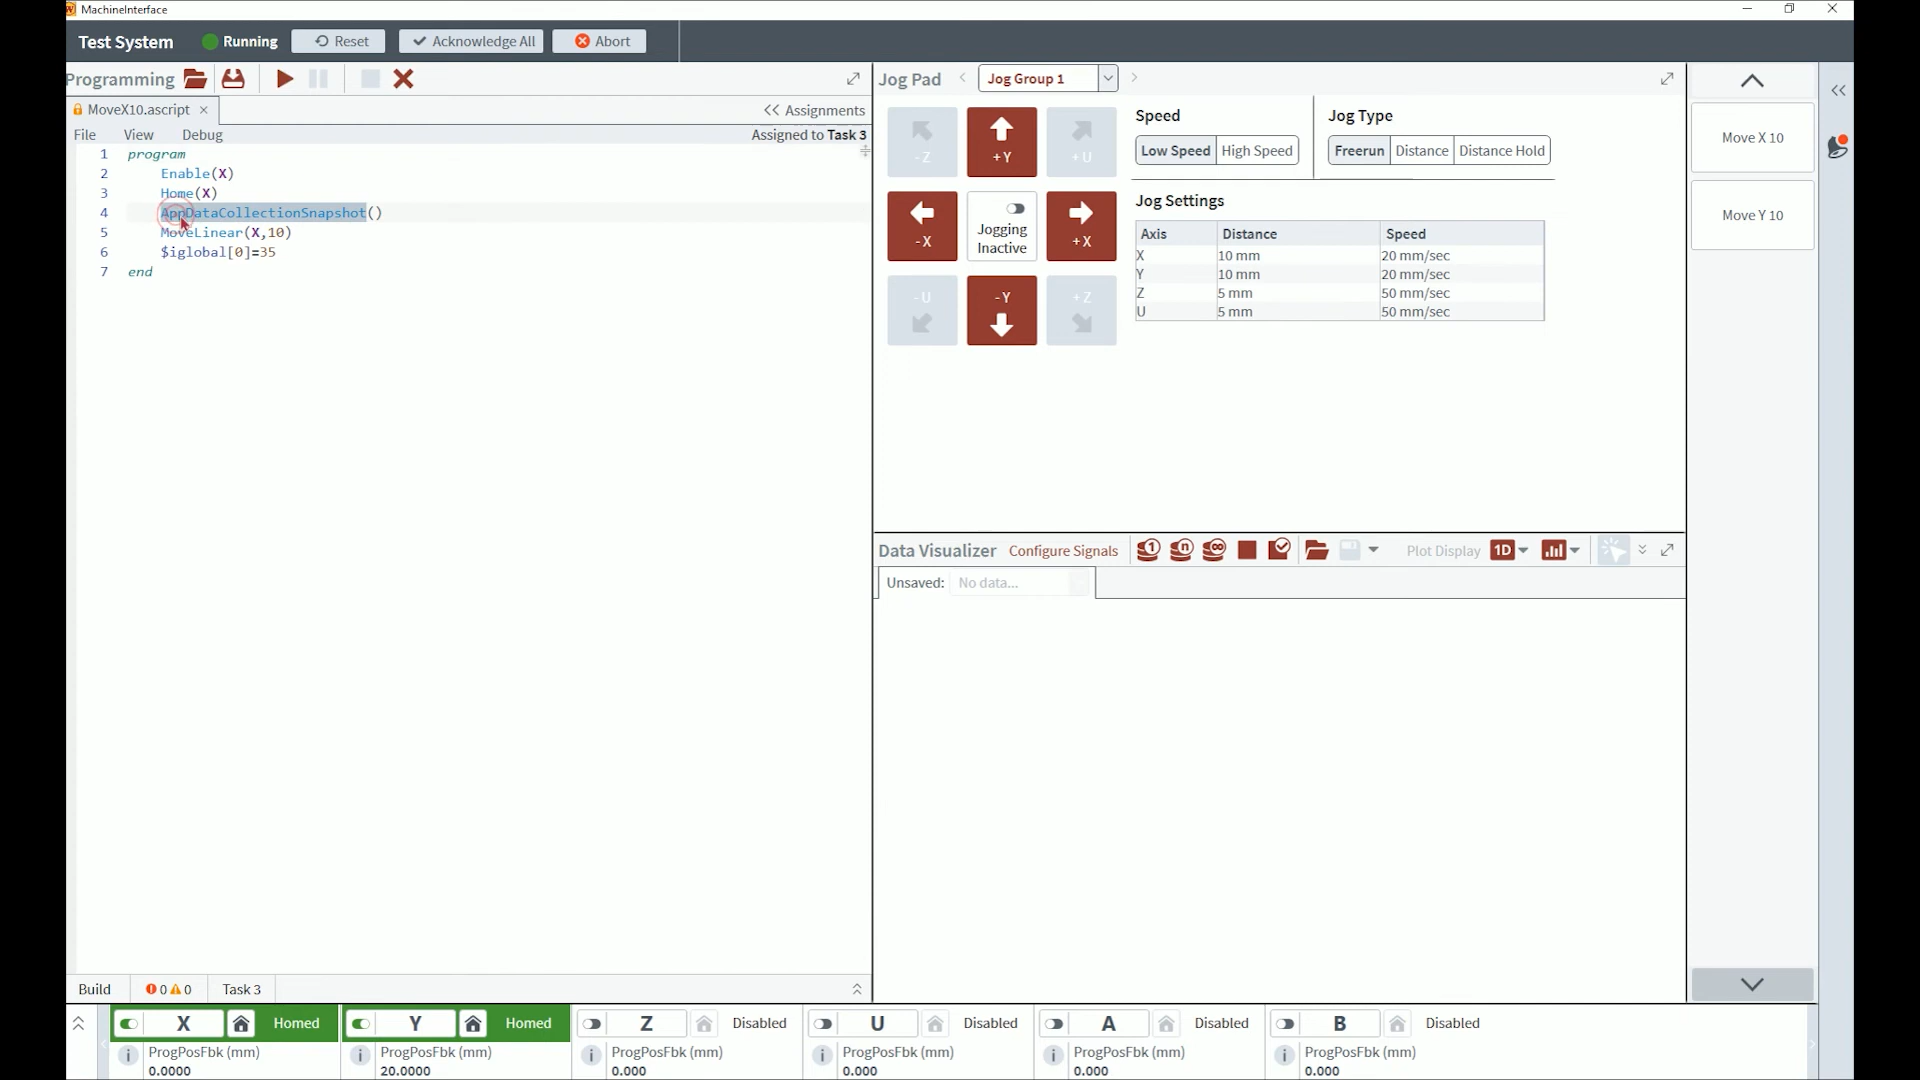 MachineInterface
Test System
Running
Reset
Acknowledge All
Abort
Programming
MoveX10.ascript
Assignments
File View Debug
Assigned to Task 3
1 program
2 Enable(X)
3 Home(X)
4 AppDataCollectionSnapshot()
5 MoveLinear(X,10)
6 $iglobal[0]=35
7 end
Build
0 0
Task 3
Jog Pad
Jog Group 1
- Z
+Y
+ U
- X
Jogging
Inactive
+ X
- U
- Y
+ Z
Speed
Low Speed High Speed
Jog Type
Freerun Distance Distance Hold
Jog Settings
Axis Distance Speed
X 10 mm 20 mm/sec
Y 10 mm 20 mm/sec
Z 5 mm 50 mm/sec
U 5 mm 50 mm/sec
Data Visualizer Configure Signals
1 n ∞
Plot Display 1D
Unsaved: No data...
Move X 10
Move Y 10
X Homed
ProgPosFbk (mm)
0.0000
Y Homed
ProgPosFbk (mm)
20.0000
Z Disabled
ProgPosFbk (mm)
0.000
U Disabled
ProgPosFbk (mm)
0.000
A Disabled
ProgPosFbk (mm)
0.000
B Disabled
ProgPosFbk (mm)
0.000